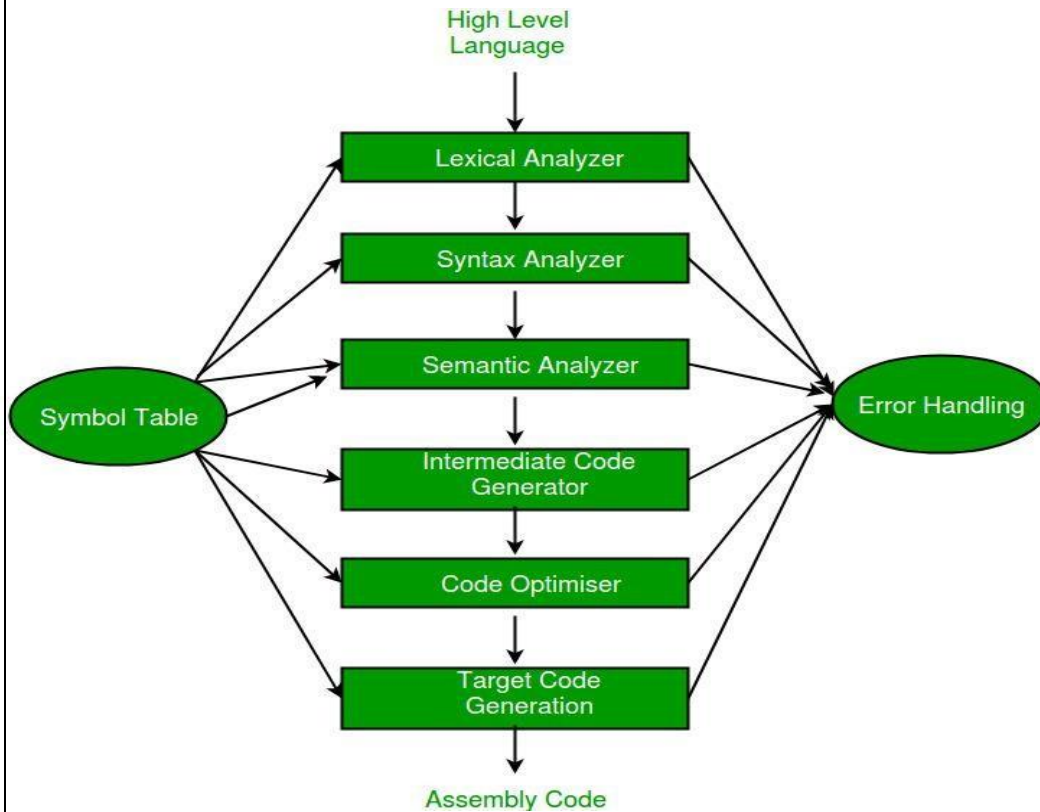 High Level
Language
Lexical Analyzer
Syntax Analyzer
Semantic Analyzer
Symbol Table
Error Handling
Intermediate Code
Generator
Code Optimiser
Target Code
Generation
Assembly Code